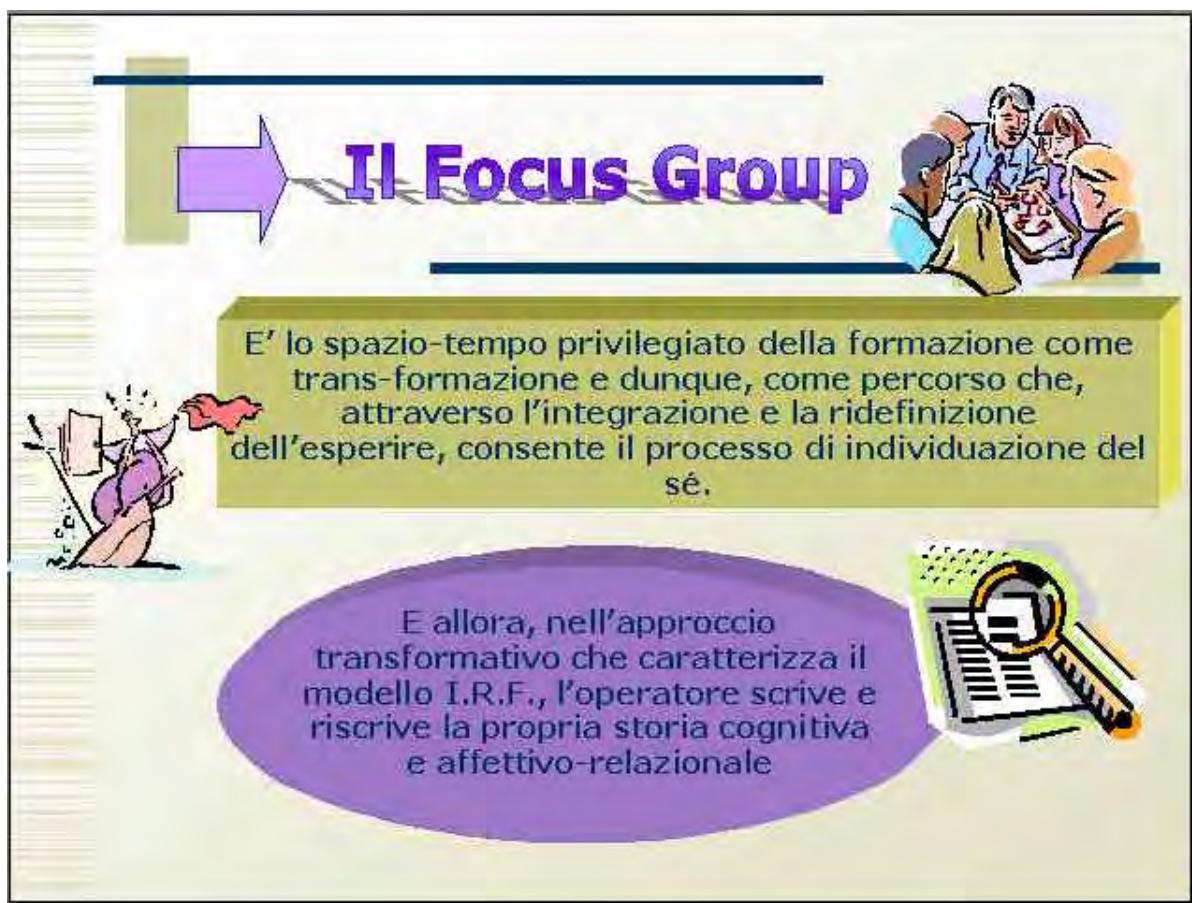 Il Focus Group
E' lo spazio-tempo privilegiato della formazione come
trans-formazione e dunque, come percorso che,
attraverso l'integrazione e la ridefinizione
dell'esperire, consente il processo di individuazione del
sé.
E allora, nell'approccio
transformativo che caratterizza il
modello I.R.F., l'operatore scrive e
riscrive la propria storia cognitiva
e affettivo-relazionale